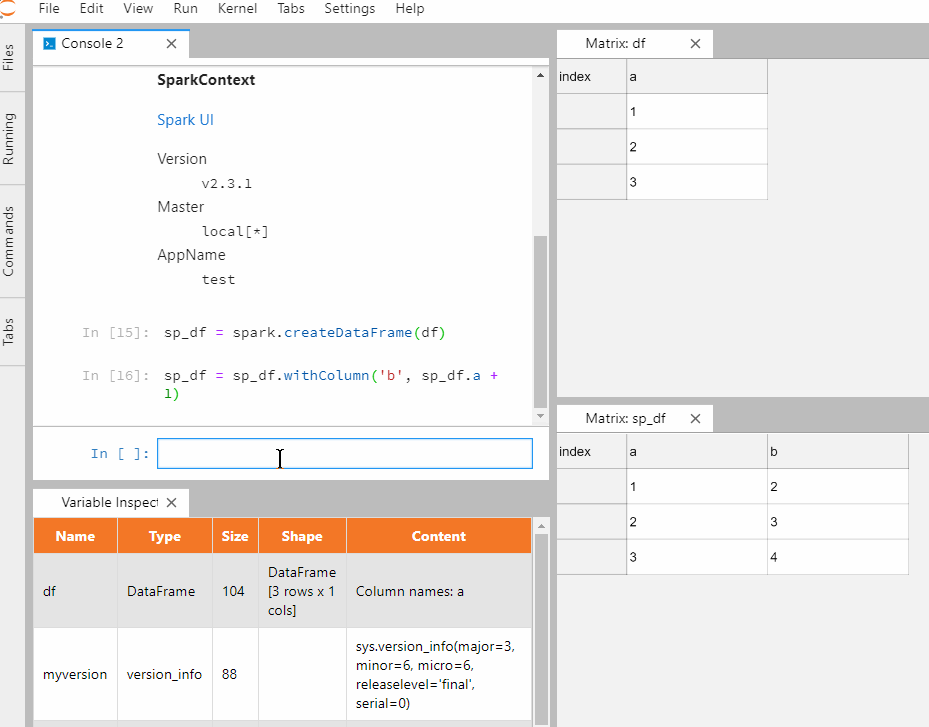 File Edit View Run Kernel Tabs Settings Help
Files
Running
Commands
Tabs
Console 2
SparkContext
Spark UI
Version
v2.3.1
Master
local[*]
AppName
test
In [15]: sp_df = spark.createDataFrame(df)
In [16]: sp_df = sp_df.withColumn('b', sp_df.a +
1)
In [ ]:
Variable Inspect
Name Type Size Shape Content
df DataFrame 104 DataFrame [3 rows x 1 cols] Column names: a
myversion version_info 88 sys.version_info(major=3, minor=6, micro=6, releaselevel='final', serial=0)
Matrix: df
index a
1
2
3
Matrix: sp_df
index a b
1 2
2 3
3 4